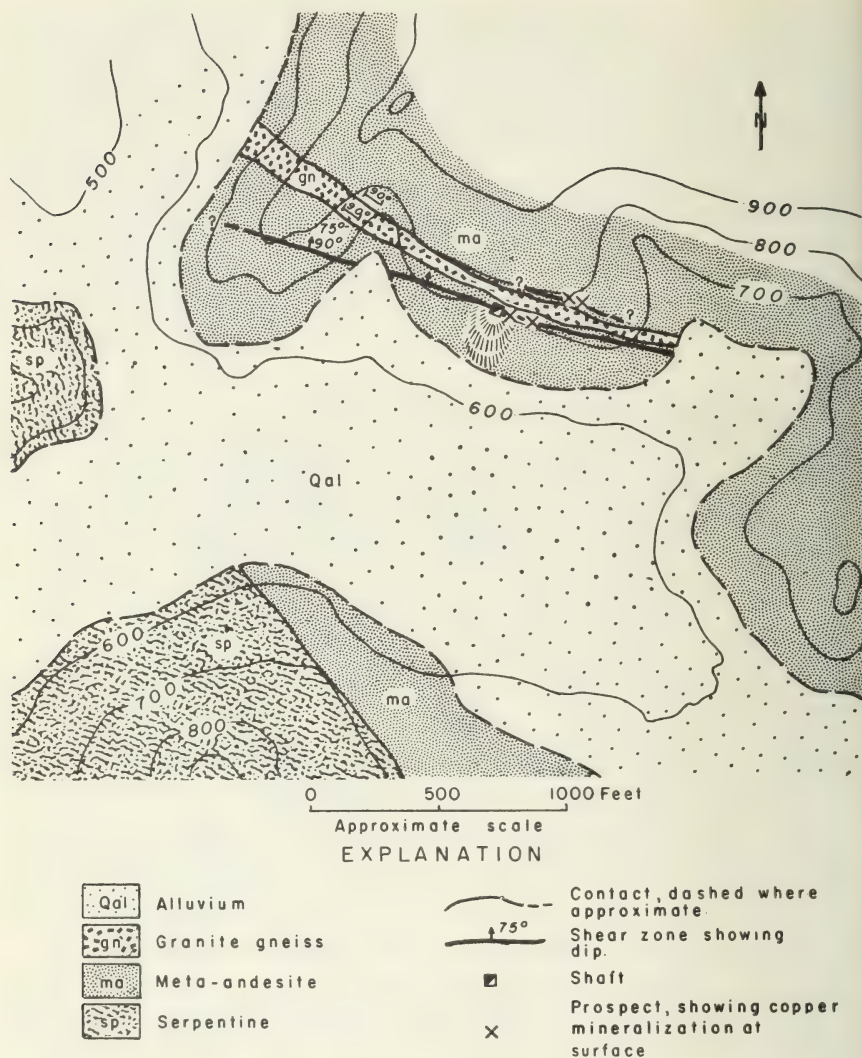 N
500
gn
90°
90°
?
75°
90°
ma
900
800
700
?
?
sp
600
Qal
600
sp
700
800
ma
0 500 1000 Feet
Approximate scale
EXPLANATION
Qal Alluvium
gn Granite gneiss
ma Meta-andesite
sp Serpentine
Contact, dashed where
approximate.
75°
Shear zone showing
dip.
Shaft
Prospect, showing copper
mineralization at
surface